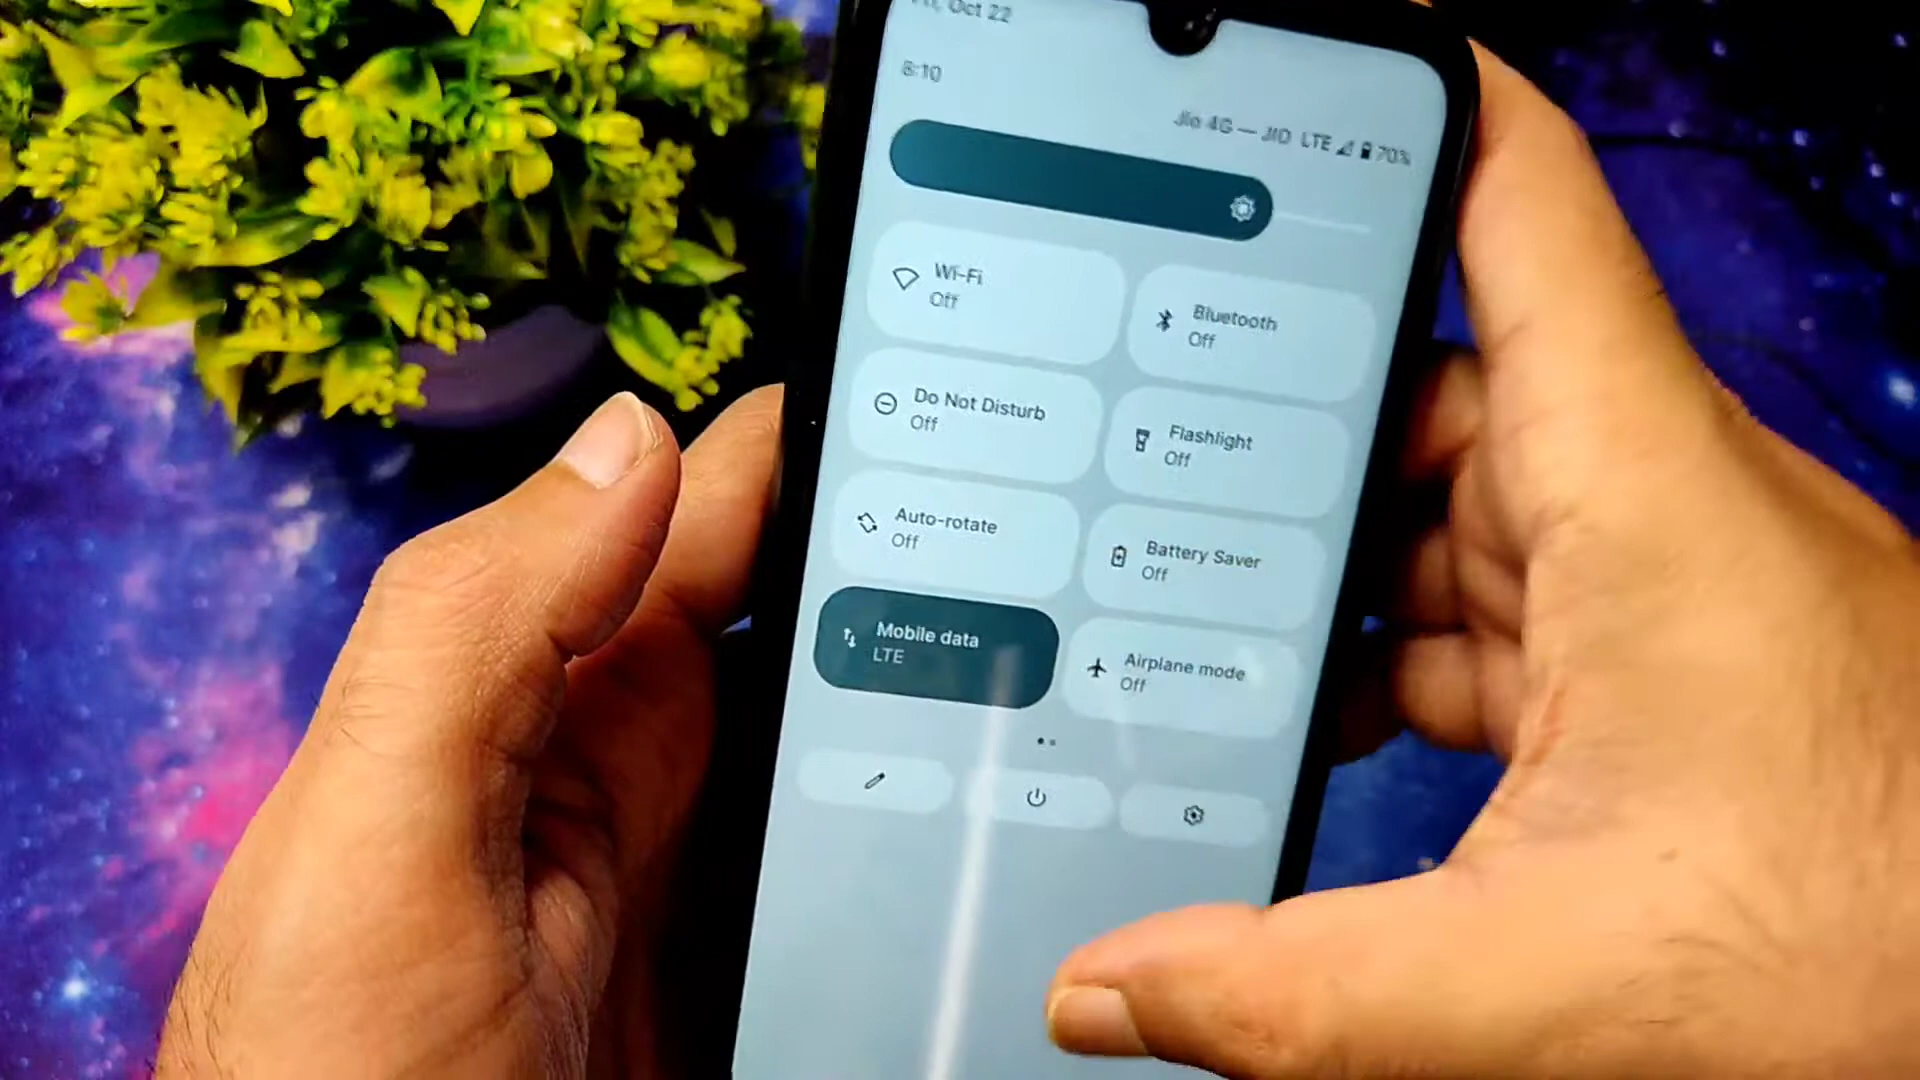 Fri, Oct 22
8:10
Jio 4G — JIO LTE 70%
Wi-Fi
Off
Bluetooth
Off
Do Not Disturb
Off
Flashlight
Off
Auto-rotate
Off
Battery Saver
Off
Mobile data
LTE
Airplane mode
Off